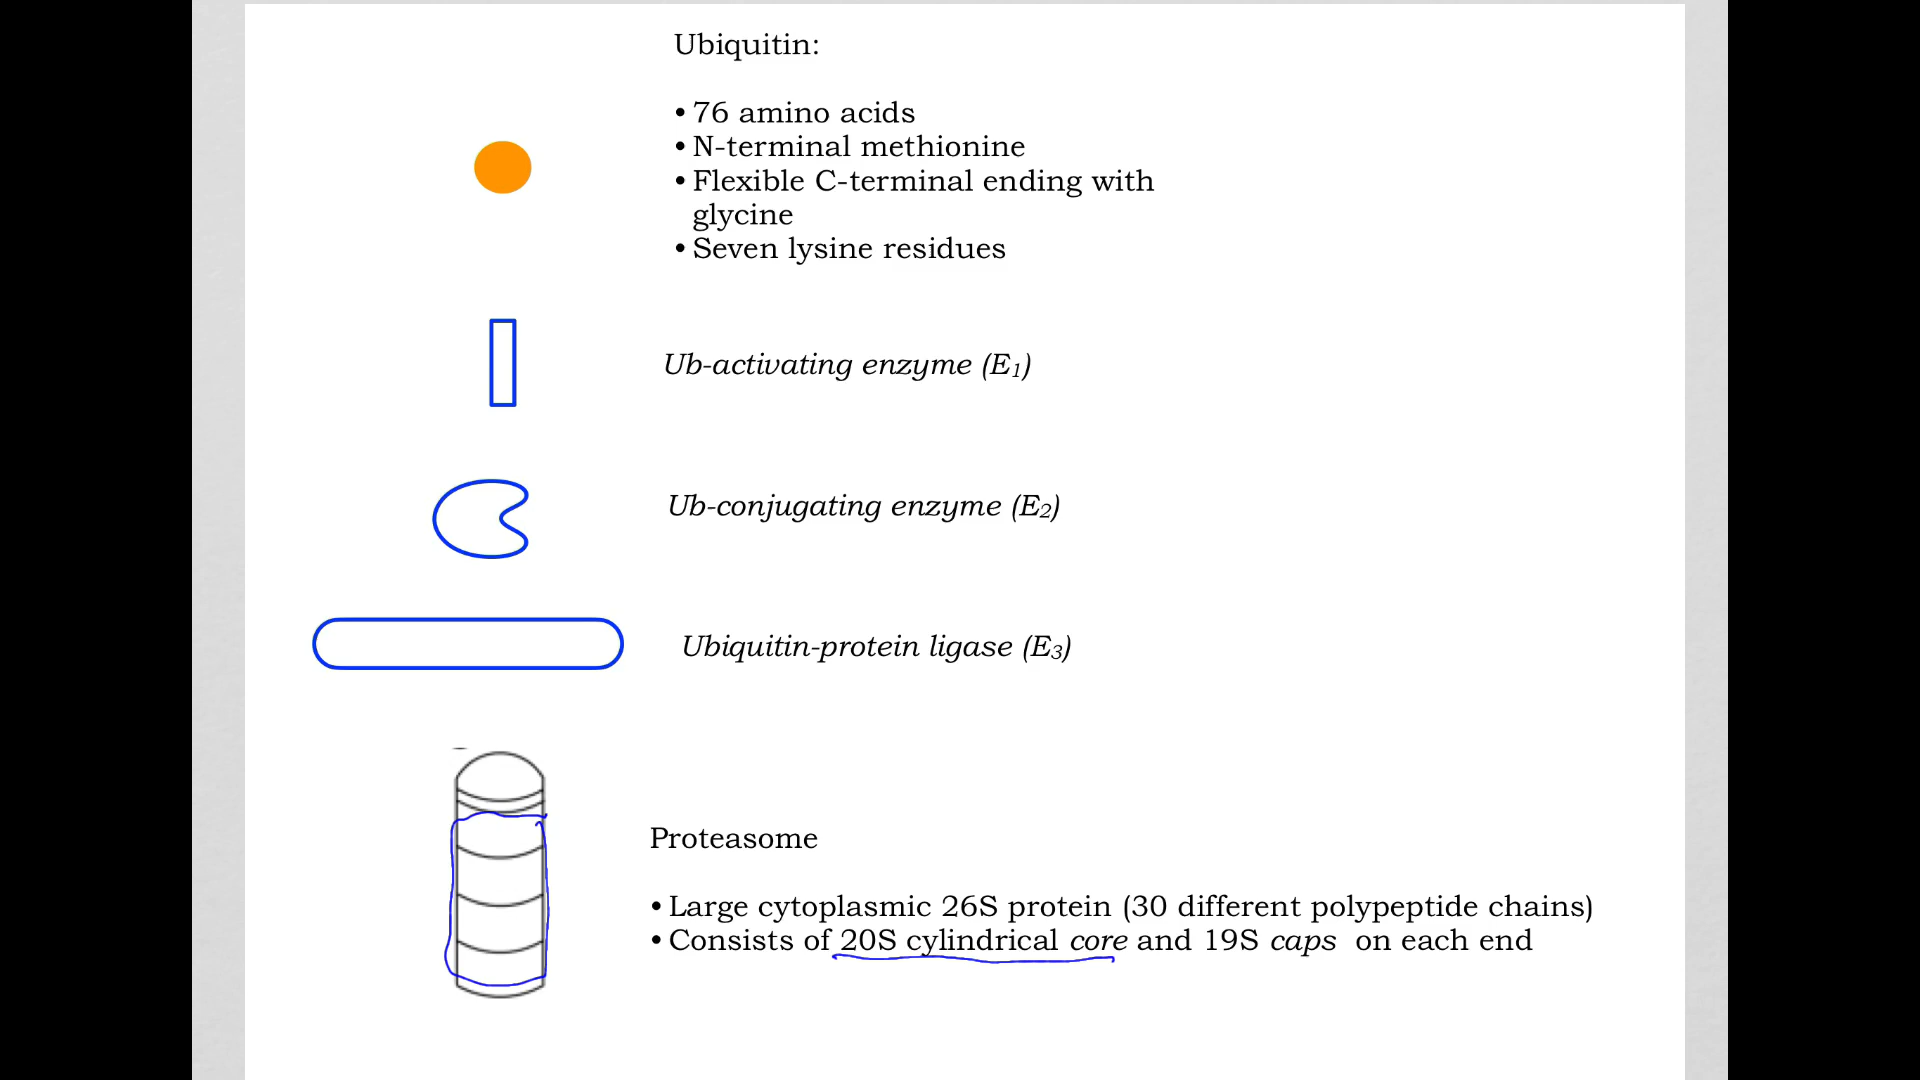 Ubiquitin:
• 76 amino acids
• N-terminal methionine
• Flexible C-terminal ending with
glycine
• Seven lysine residues
Ub-activating enzyme (E₁)
Ub-conjugating enzyme (E₂)
Ubiquitin-protein ligase (E₃)
Proteasome
• Large cytoplasmic 26S protein (30 different polypeptide chains)
• Consists of 20S cylindrical core and 19S caps on each end